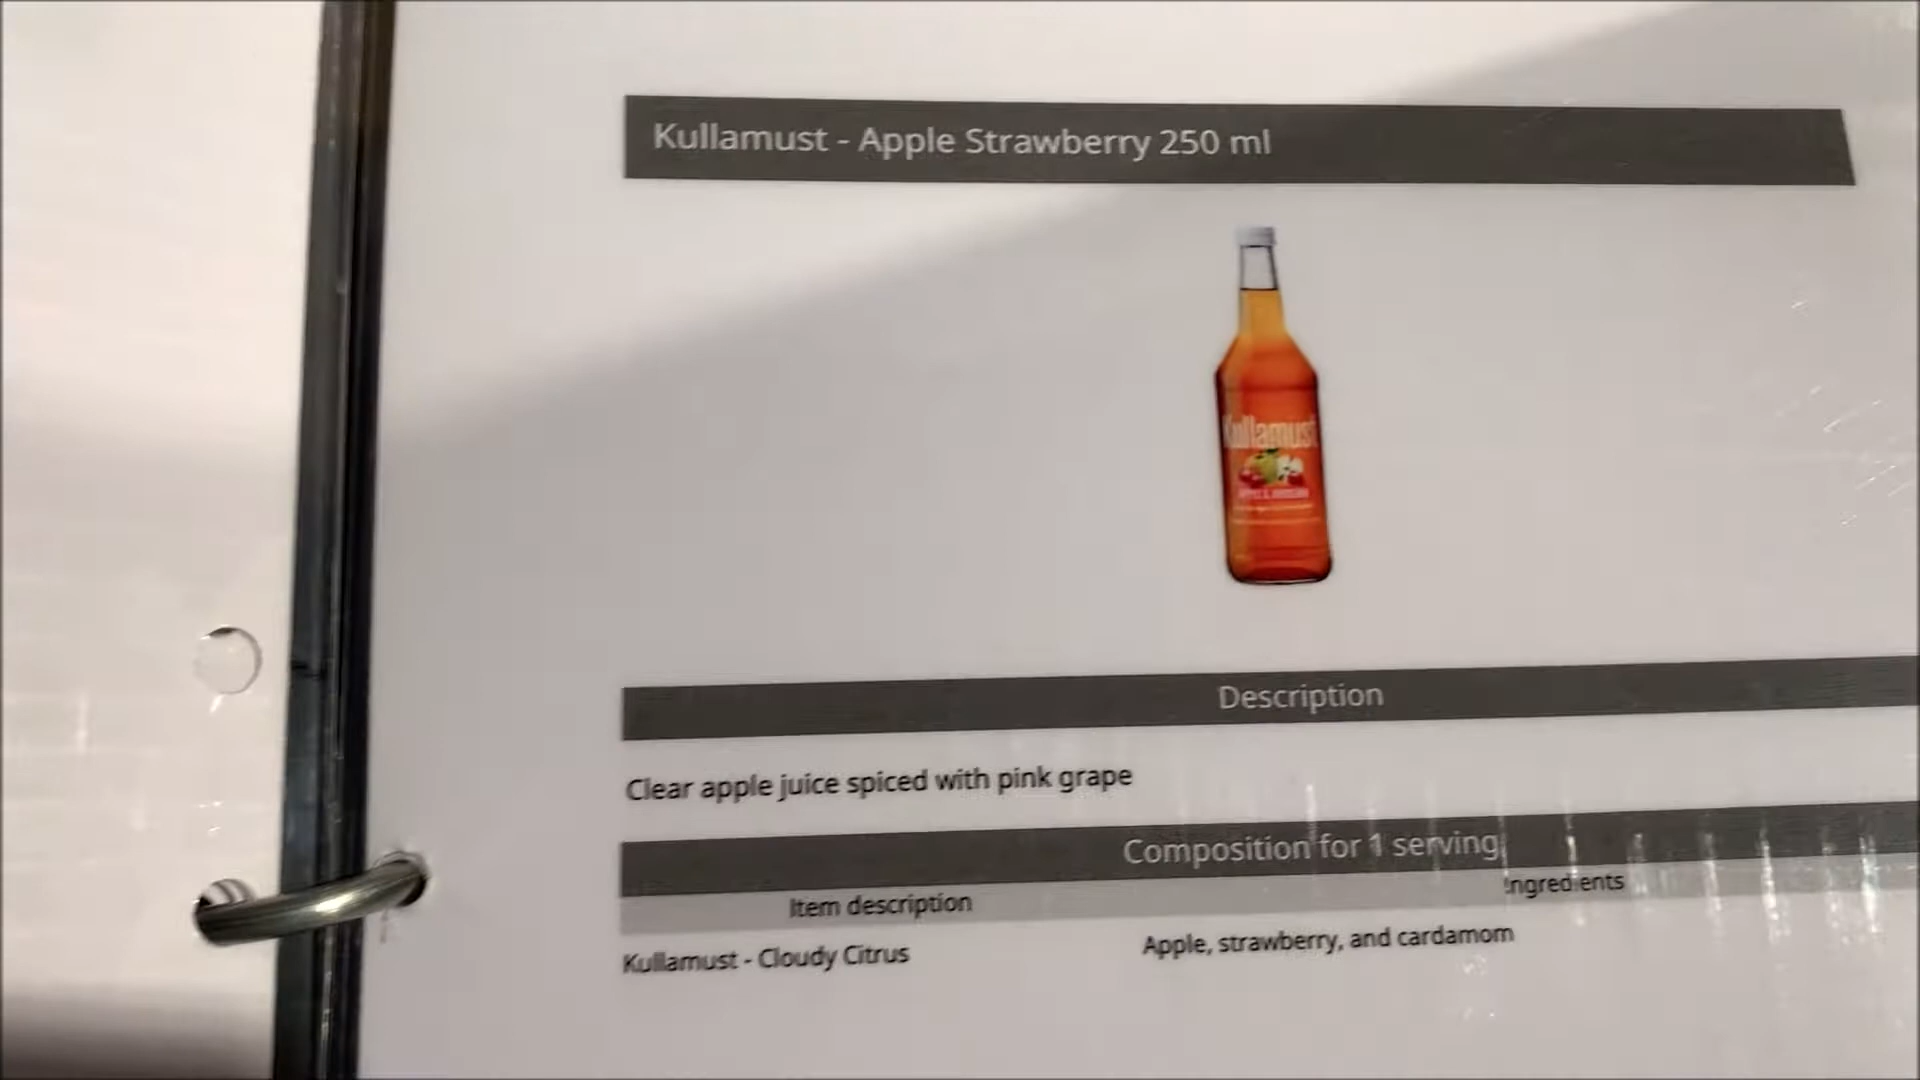 Kullamust - Apple Strawberry 250 ml
Kullamust
Description
Clear apple juice spiced with pink grape
Composition for 1 serving
Item description
Ingredients
Kullamust - Cloudy Citrus
Apple, strawberry, and cardamom